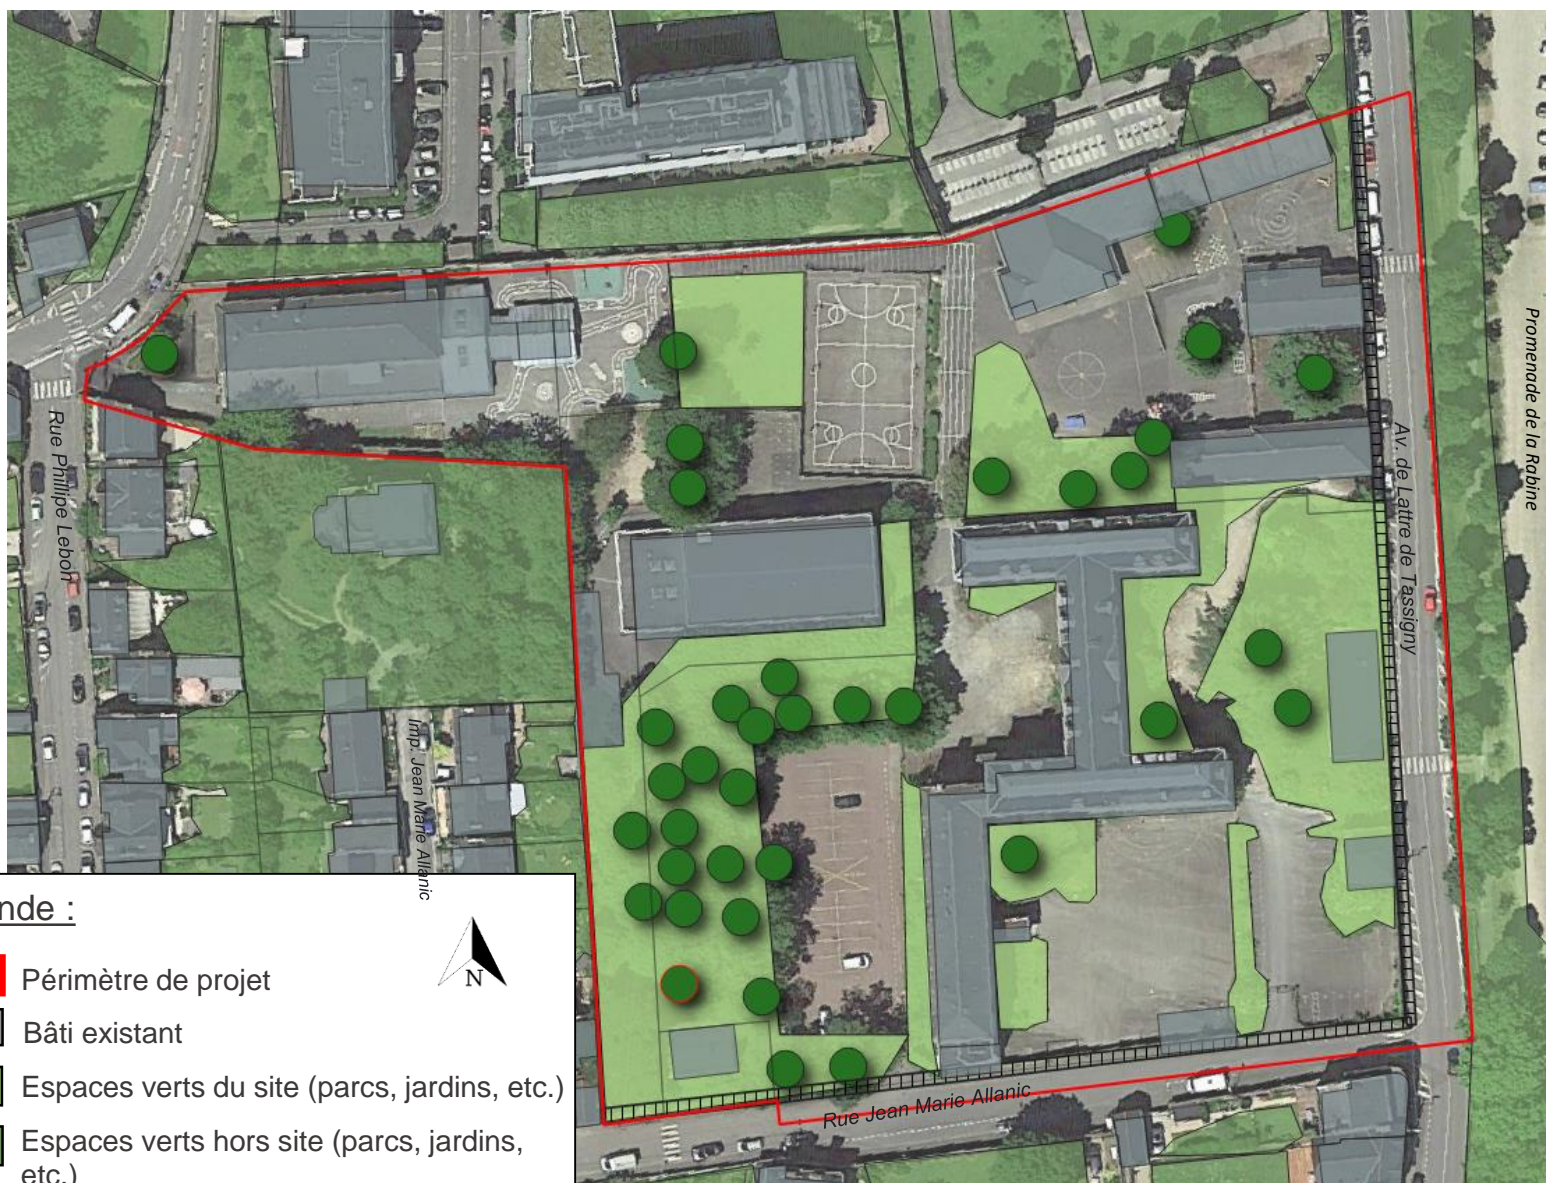 Promenade de la Rabine
Av. de Lattre de Tassigny
Rue Phillipe Lebon
Imp. Jean Marie Allanic
Rue Jean Marie Allanic
nde :
N
Périmètre de projet
Bâti existant
Espaces verts du site (parcs, jardins, etc.)
Espaces verts hors site (parcs, jardins,
etc.)